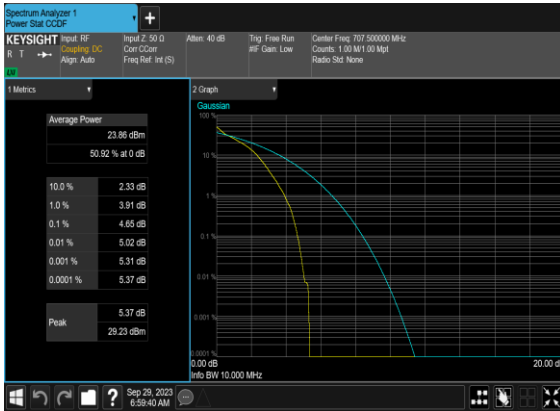 Spectrum Analyzer 1
Power Stat CCDF
KEYSIGHT
R T
LXI
Input: RF
Coupling: DC
Align: Auto
Input Z: 50 Ω
Corr CCorr
Freq Ref: Int (S)
Atten: 40 dB
Trig: Free Run
#IF Gain: Low
Center Freq: 707.500000 MHz
Counts: 1.00 M/1.00 Mpt
Radio Std: None
1 Metrics
Average Power
23.86 dBm
50.92 % at 0 dB
10.0 % 2.33 dB
1.0 % 3.91 dB
0.1 % 4.65 dB
0.01 % 5.02 dB
0.001 % 5.31 dB
0.0001 % 5.37 dB
Peak
5.37 dB
29.23 dBm
2 Graph
Gaussian
100 %
10 %
1 %
0.1 %
0.01 %
0.001 %
0.0001 %
0.00 dB
20.00 d
Info BW 10.000 MHz
?
Sep 29, 2023
6:59:40 AM